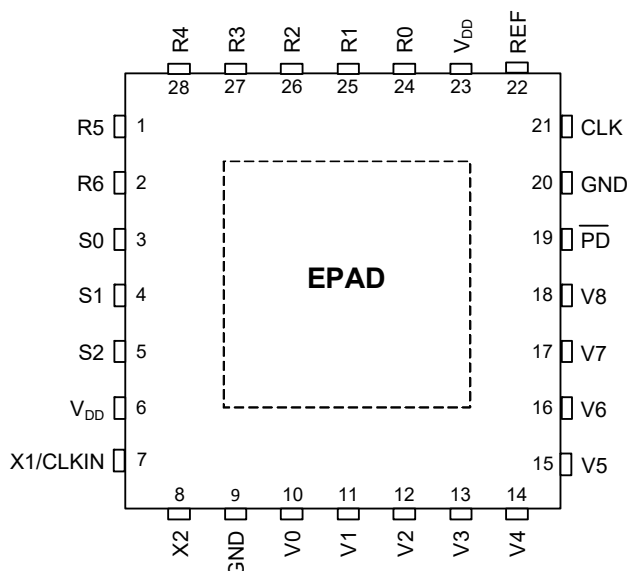 R4 R3 R2 R1 R0 VDD REF
28 27 26 25 24 23 22
R5 1 21 CLK
R6 2 20 GND
S0 3 19 PD
S1 4 18 V8
S2 5 17 V7
VDD 6 16 V6
X1/CLKIN 7 15 V5
EPAD
8 9 10 11 12 13 14
X2 GND V0 V1 V2 V3 V4